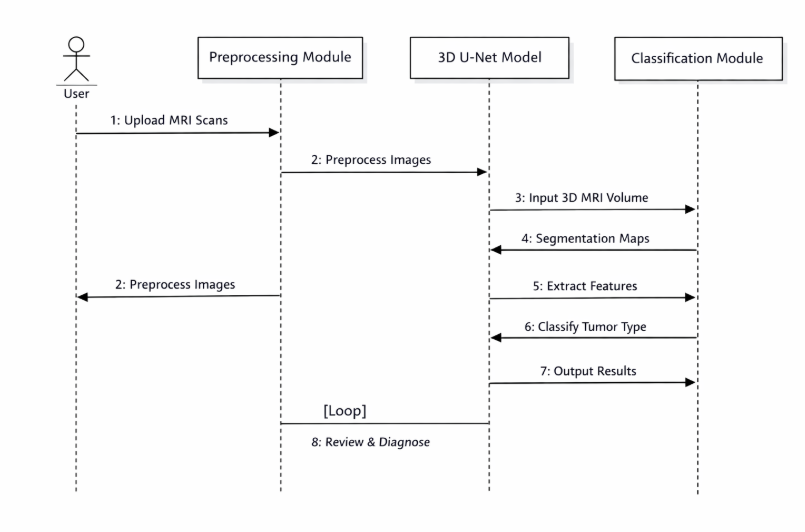 Preprocessing Module
3D U-Net Model
Classification Module
User
1: Upload MRI Scans
2: Preprocess Images
3: Input 3D MRI Volume
4: Segmentation Maps
2: Preprocess Images
5: Extract Features
6: Classify Tumor Type
7: Output Results
[Loop]
8: Review & Diagnose